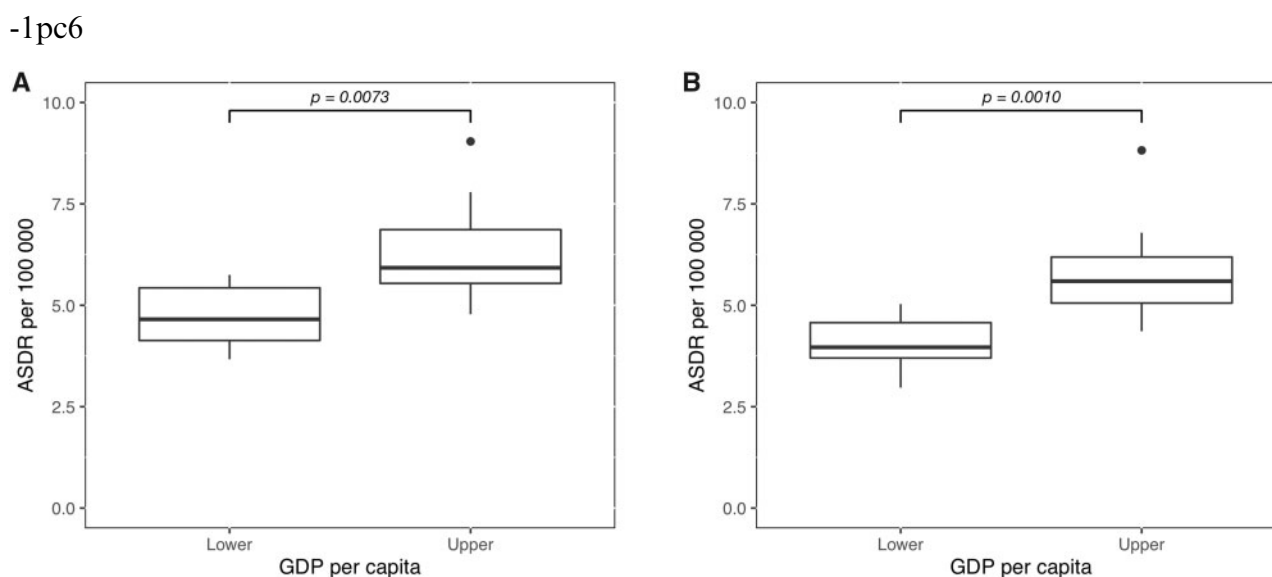 -1pc6
A
10.0
7.5
5.0
2.5
0.0
ASDR per 100 000
p = 0.0073
Lower
Upper
GDP per capita
B
10.0
7.5
5.0
2.5
0.0
ASDR per 100 000
p = 0.0010
Lower
Upper
GDP per capita